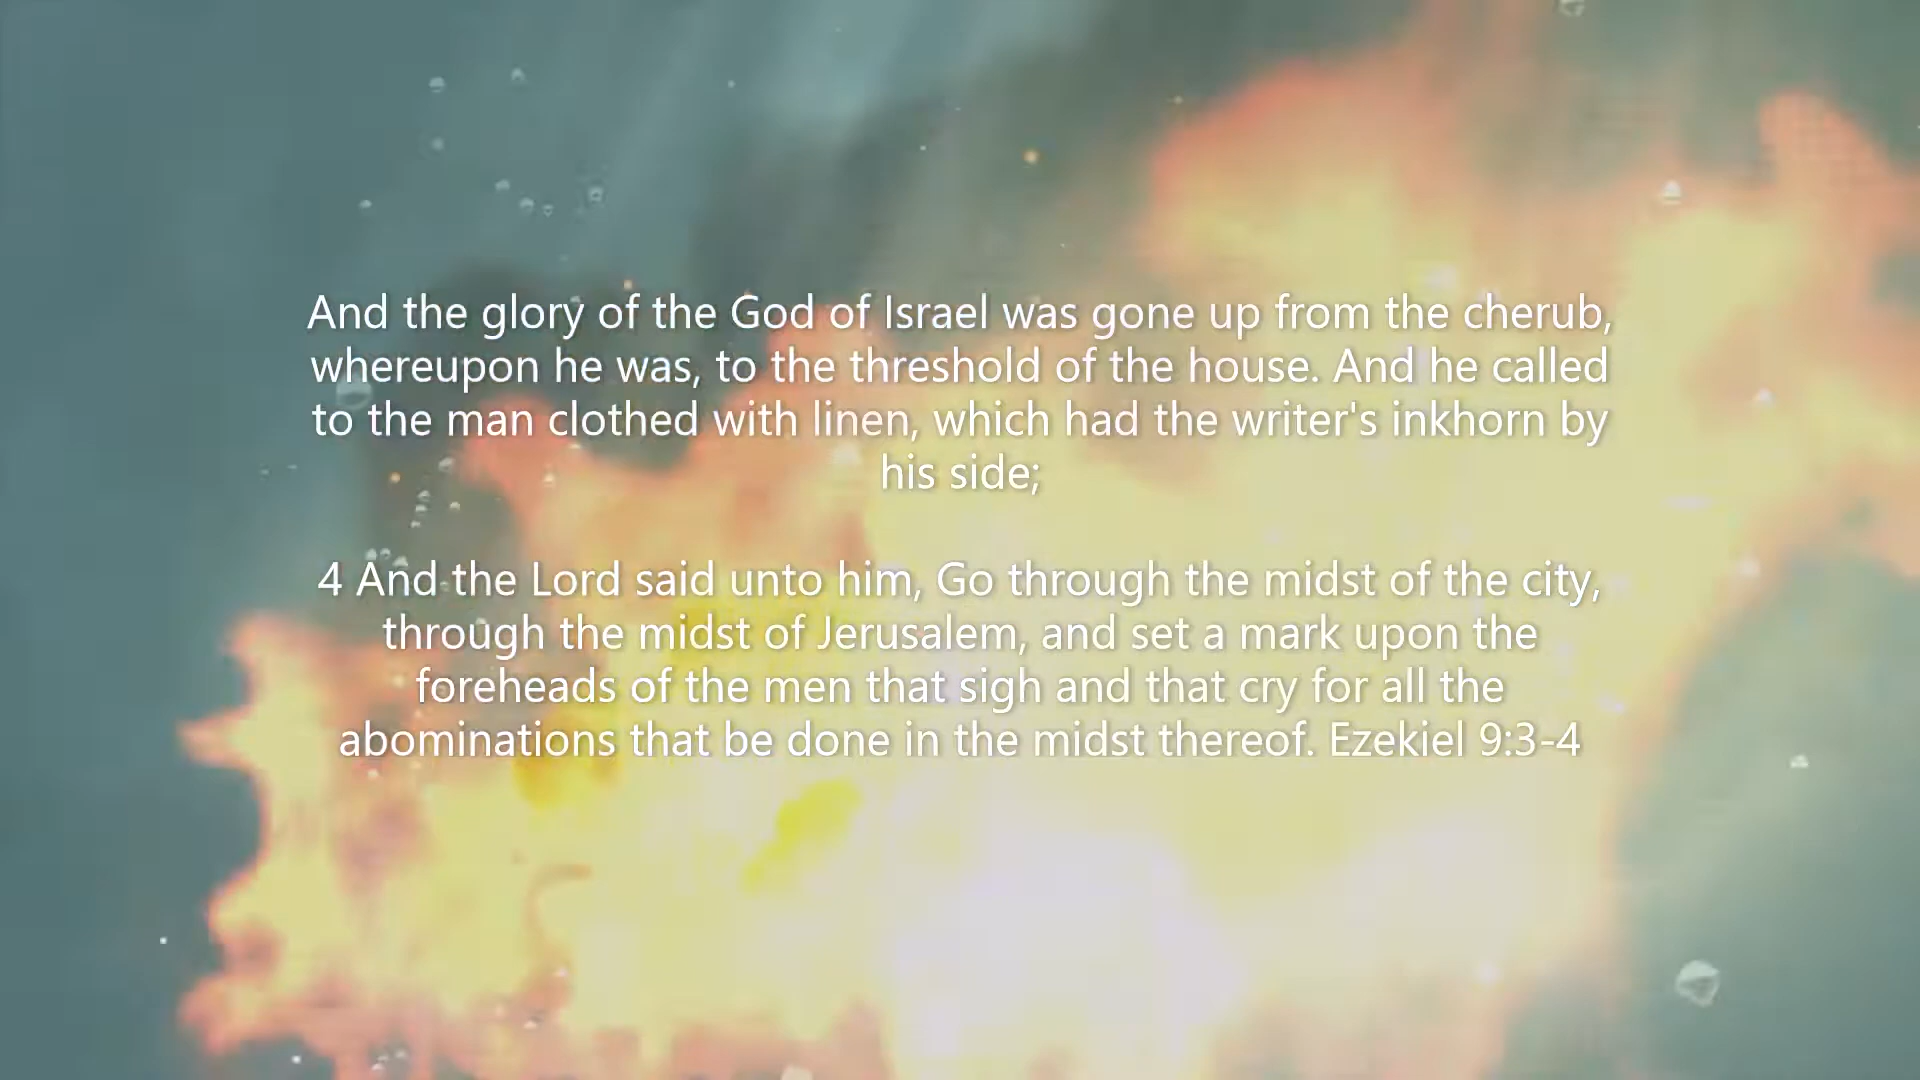 And the glory of the God of Israel was gone up from the cherub,
whereupon he was, to the threshold of the house. And he called
to the man clothed with linen, which had the writer's inkhorn by
his side;
4 And the Lord said unto him, Go through the midst of the city,
through the midst of Jerusalem, and set a mark upon the
foreheads of the men that sigh and that cry for all the
abominations that be done in the midst thereof. Ezekiel 9:3-4